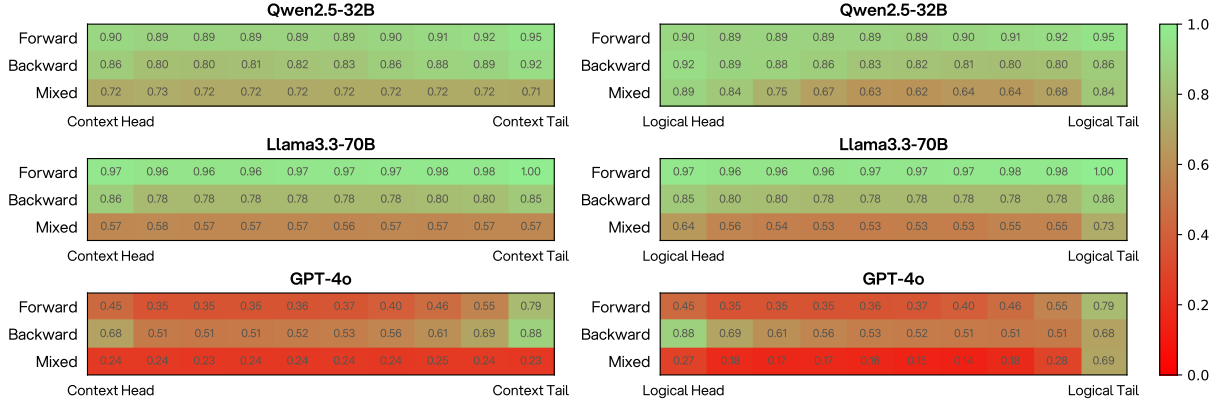 Qwen2.5-32B
Forward 0.90 0.89 0.89 0.89 0.89 0.89 0.90 0.91 0.92 0.95
Backward 0.86 0.80 0.80 0.81 0.82 0.83 0.86 0.88 0.89 0.92
Mixed 0.72 0.73 0.72 0.72 0.72 0.72 0.72 0.72 0.72 0.71
Context Head Context Tail
Qwen2.5-32B
Forward 0.90 0.89 0.89 0.89 0.89 0.89 0.90 0.91 0.92 0.95
Backward 0.92 0.89 0.88 0.86 0.83 0.82 0.81 0.80 0.80 0.86
Mixed 0.89 0.84 0.75 0.67 0.63 0.62 0.64 0.64 0.68 0.84
Logical Head Logical Tail
Llama3.3-70B
Forward 0.97 0.96 0.96 0.96 0.97 0.97 0.97 0.98 0.98 1.00
Backward 0.86 0.78 0.78 0.78 0.78 0.78 0.78 0.80 0.80 0.85
Mixed 0.57 0.58 0.57 0.57 0.57 0.56 0.57 0.57 0.57 0.57
Context Head Context Tail
Llama3.3-70B
Forward 0.97 0.96 0.96 0.96 0.97 0.97 0.97 0.98 0.98 1.00
Backward 0.85 0.80 0.80 0.78 0.78 0.78 0.78 0.78 0.78 0.86
Mixed 0.64 0.56 0.54 0.53 0.53 0.53 0.53 0.55 0.55 0.73
Logical Head Logical Tail
GPT-4o
Forward 0.45 0.35 0.35 0.35 0.36 0.37 0.40 0.46 0.55 0.79
Backward 0.68 0.51 0.51 0.51 0.52 0.53 0.56 0.61 0.69 0.88
Mixed 0.24 0.24 0.23 0.24 0.24 0.24 0.24 0.25 0.24 0.23
Context Head Context Tail
GPT-4o
Forward 0.45 0.35 0.35 0.35 0.36 0.37 0.40 0.46 0.55 0.79
Backward 0.88 0.69 0.61 0.56 0.53 0.52 0.51 0.51 0.51 0.68
Mixed 0.27 0.18 0.17 0.17 0.16 0.15 0.14 0.18 0.28 0.69
Logical Head Logical Tail
1.0
0.8
0.6
0.4
0.2
0.0